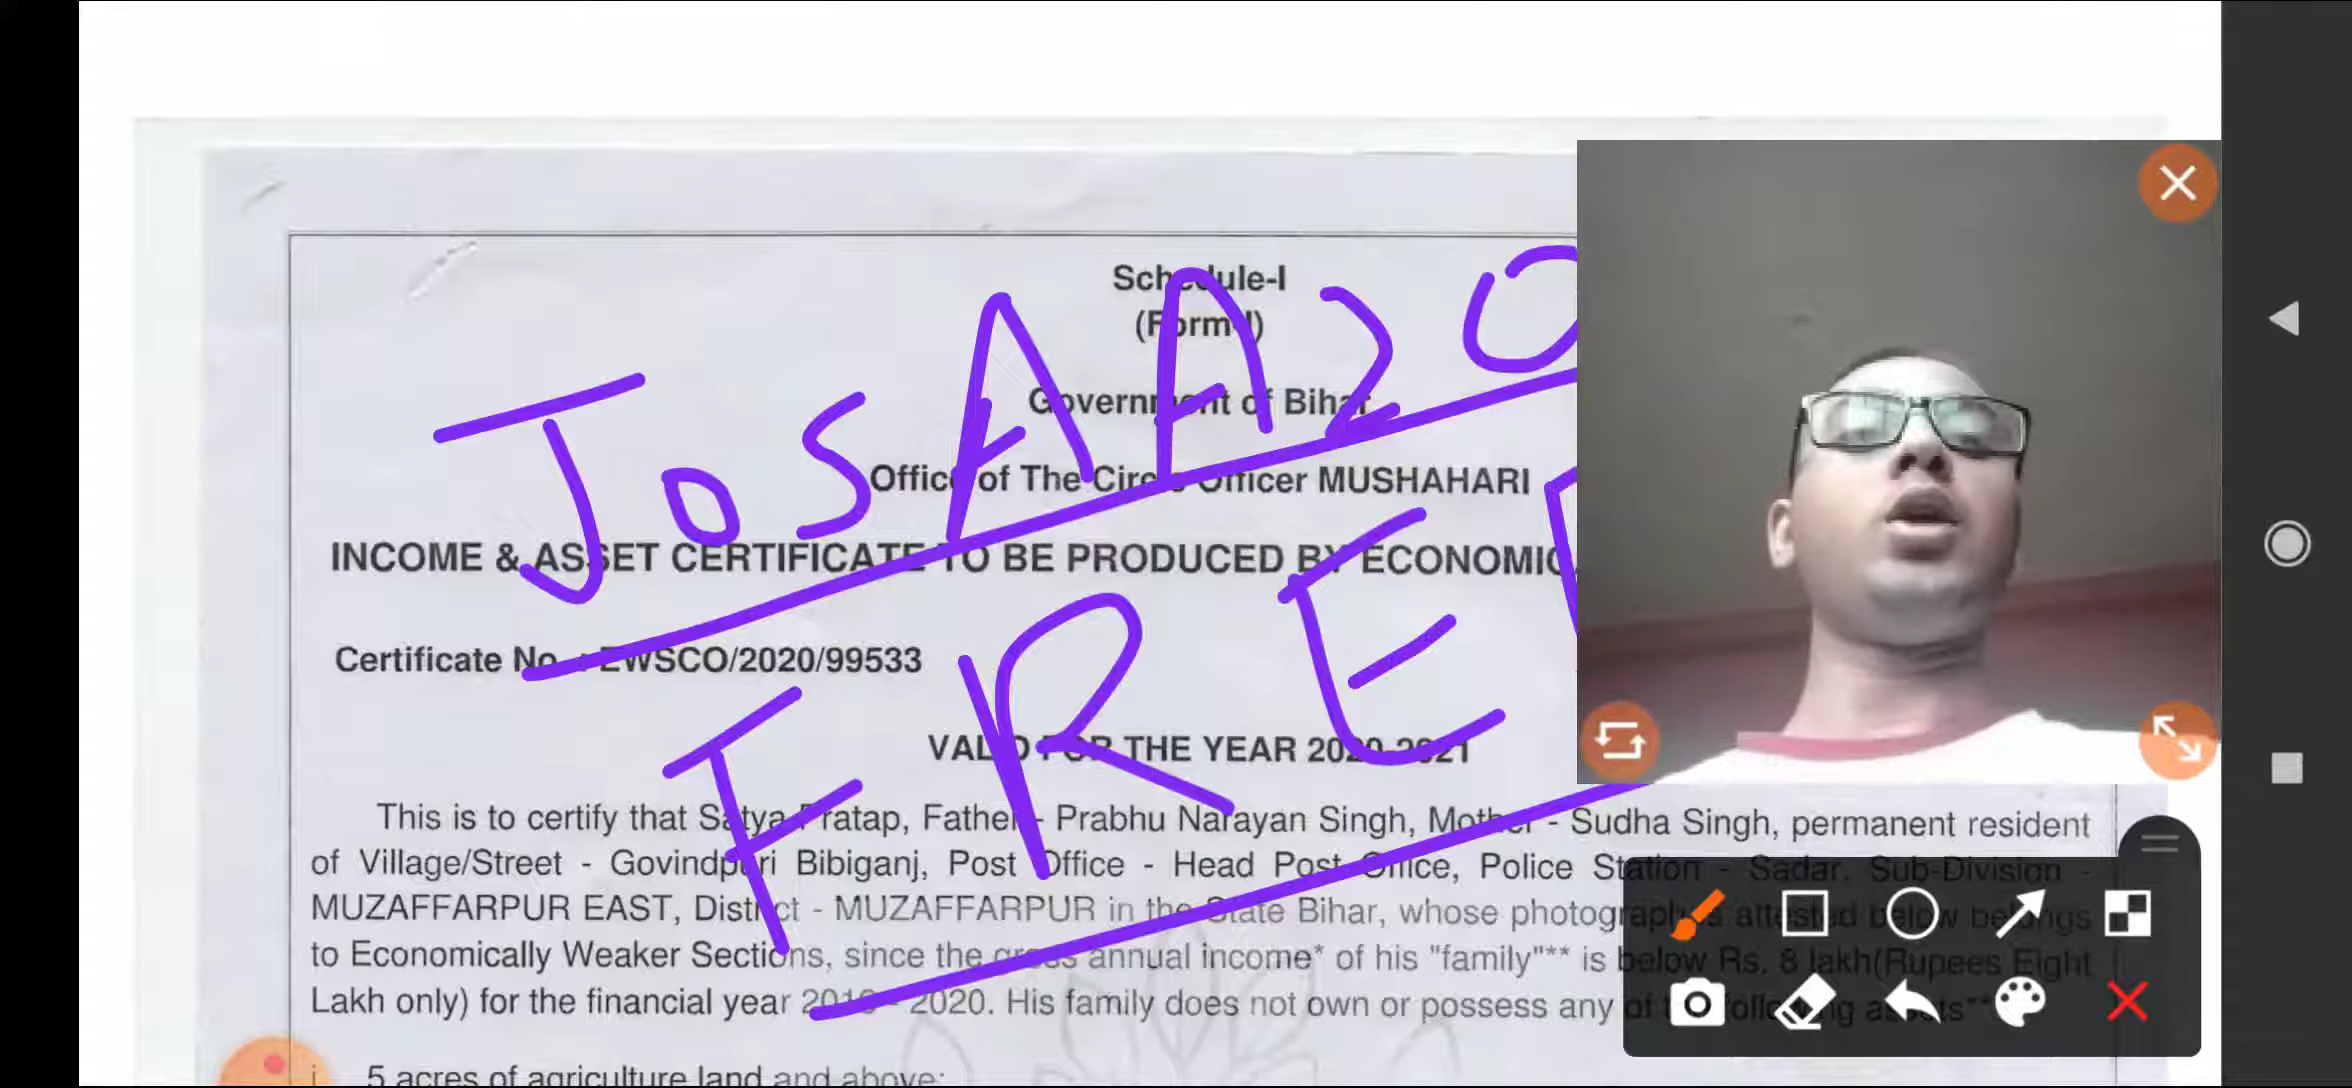 Schedule-I
(Form-I)
JoSAA20
Government of Bihar
Office of The Circle Officer MUSHAHARI
INCOME & ASSET CERTIFICATE TO BE PRODUCED BY ECONOMIC
Certificate No. : EWSCO/2020/99533
FREE
VALID FOR THE YEAR 2020-2021
This is to certify that Satya Pratap, Father - Prabhu Narayan Singh, Mother - Sudha Singh, permanent resident
of Village/Street - Govindpuri Bibiganj, Post Office - Head Post Office, Police Station - Sadar, Sub-Division -
MUZAFFARPUR EAST, District - MUZAFFARPUR in the State Bihar, whose photograph is attested below belongs
to Economically Weaker Sections, since the gross annual income* of his "family"** is below Rs. 8 lakh(Rupees Eight
Lakh only) for the financial year 2019 - 2020. His family does not own or possess any of the following assets**
i. 5 acres of agriculture land and above;